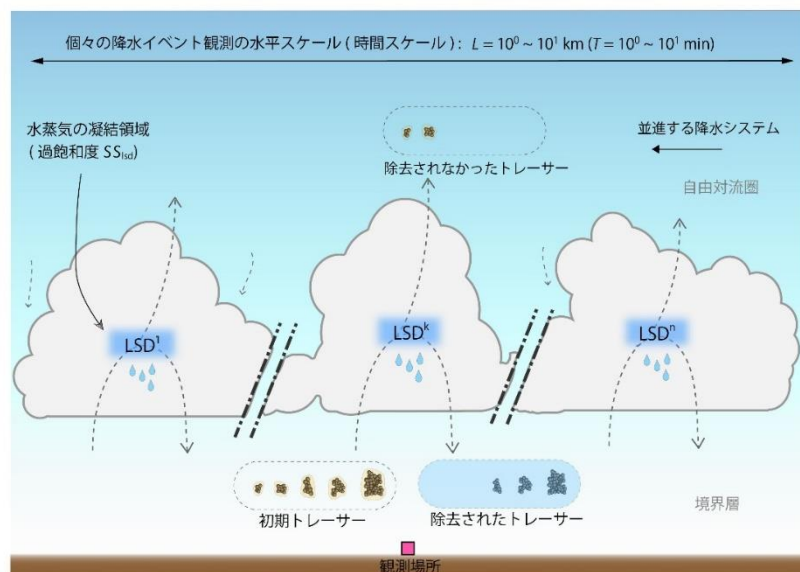 個々の降水イベント観測の水平スケール ( 時間スケール ) : L = 10⁰ ~ 10¹ km (T = 10⁰ ~ 10¹ min)
水蒸気の凝結領域
( 過飽和度 SSlsd)
除去されなかったトレーサー
並進する降水システム
自由対流圏
LSD¹
LSDᵏ
LSDⁿ
初期トレーサー
除去されたトレーサー
境界層
観測場所